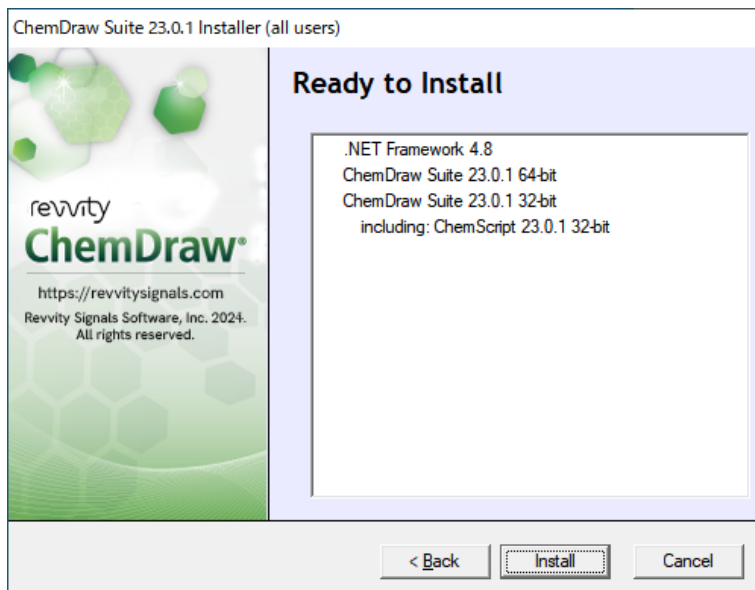 ChemDraw Suite 23.0.1 Installer (all users)
revvity
ChemDraw®
https://revvitysignals.com
Revvity Signals Software, Inc. 2024.
All rights reserved.
Ready to Install
.NET Framework 4.8
ChemDraw Suite 23.0.1 64-bit
ChemDraw Suite 23.0.1 32-bit
including: ChemScript 23.0.1 32-bit
< Back
Install
Cancel